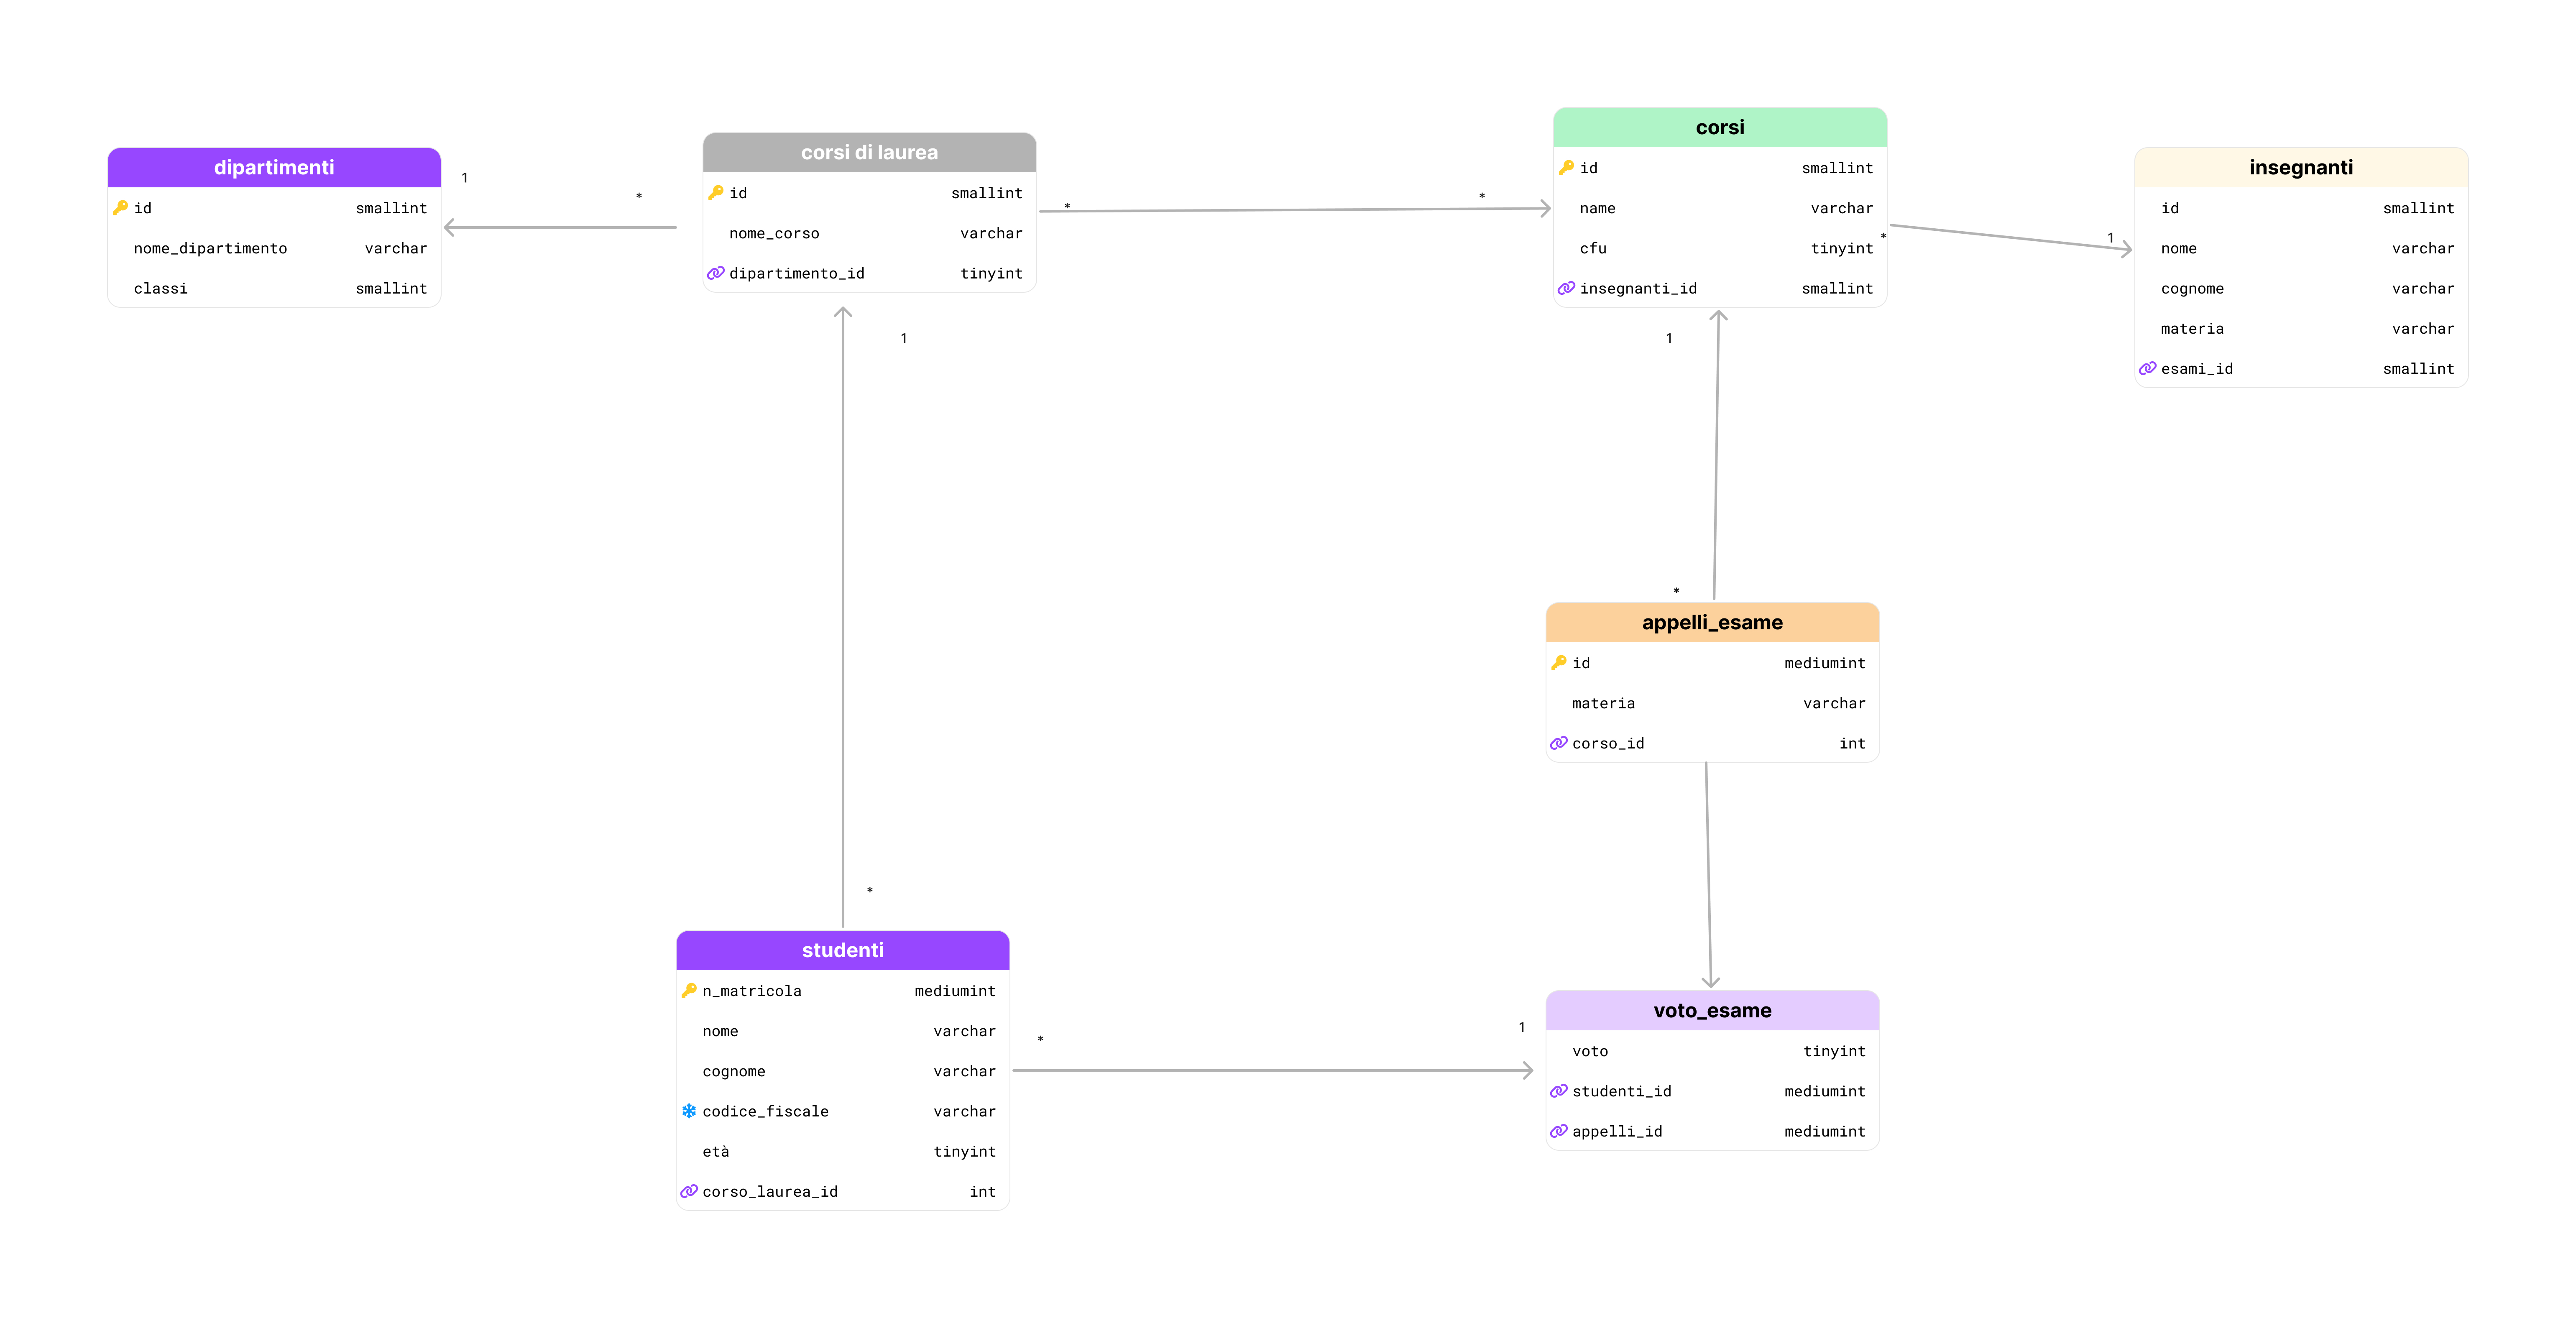 dipartimenti
id smallint
nome_dipartimento varchar
classi smallint
1
*
corsi di laurea
id smallint
nome_corso varchar
dipartimento_id tinyint
*
*
1
corsi
id smallint
name varchar
cfu tinyint
insegnanti_id smallint
*
1
1
insegnanti
id smallint
nome varchar
cognome varchar
materia varchar
esami_id smallint
*
appelli_esame
id mediumint
materia varchar
corso_id int
*
studenti
n_matricola mediumint
nome varchar
cognome varchar
codice_fiscale varchar
età tinyint
corso_laurea_id int
*
1
voto_esame
voto tinyint
studenti_id mediumint
appelli_id mediumint